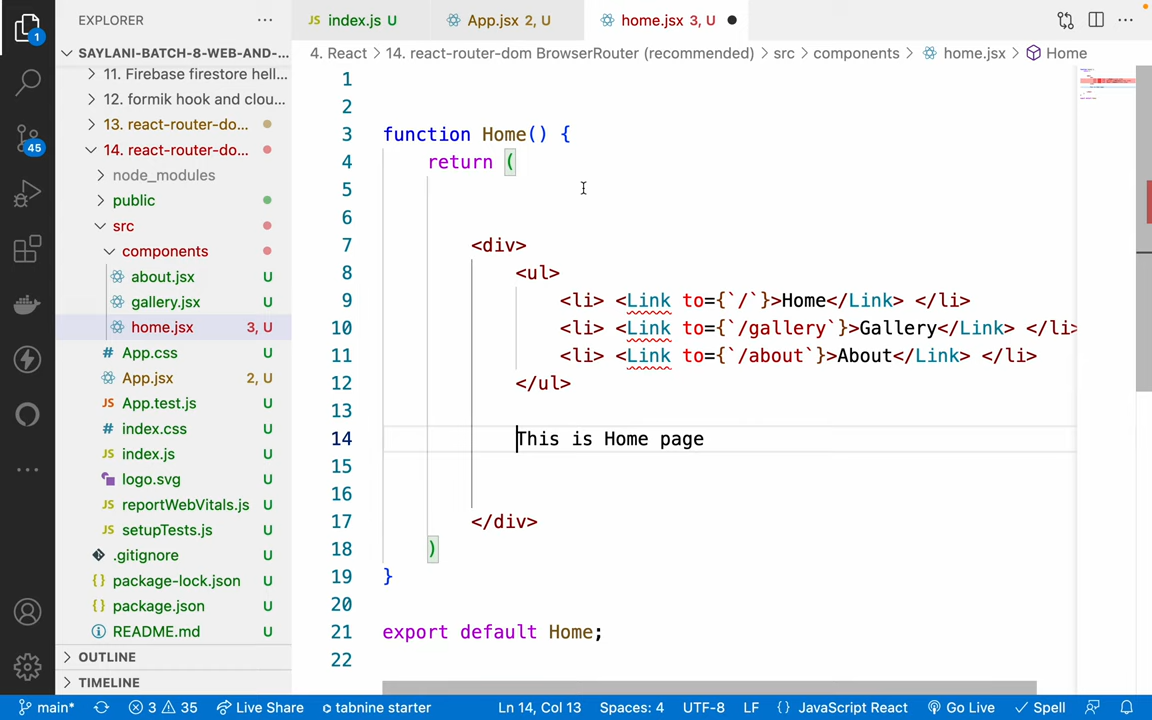 EXPLORER
index.js U
App.jsx 2, U
home.jsx 3, U
SAYLANI-BATCH-8-WEB-AND-...
4. React > 14. react-router-dom BrowserRouter (recommended) > src > components > home.jsx > Home
11. Firebase firestore hell...
12. formik hook and clou...
13. react-router-do...
14. react-router-do...
node_modules
public
src
components
about.jsx U
gallery.jsx U
home.jsx 3, U
App.css U
App.jsx 2, U
App.test.js U
index.css U
index.js U
logo.svg U
reportWebVitals.js U
setupTests.js U
.gitignore U
package-lock.json U
package.json U
README.md U
OUTLINE
TIMELINE
1
45
1
2
3 function Home() {
4 return (
5
6
7 <div>
8 <ul>
9 <li> <Link to={`/`}>Home</Link> </li>
10 <li> <Link to={`/gallery`}>Gallery</Link> </li>
11 <li> <Link to={`/about`}>About</Link> </li>
12 </ul>
13
14 This is Home page
15
16
17 </div>
18 )
19 }
20
21 export default Home;
22
main* 3 35 Live Share tabnine starter Ln 14, Col 13 Spaces: 4 UTF-8 LF {} JavaScript React Go Live Spell